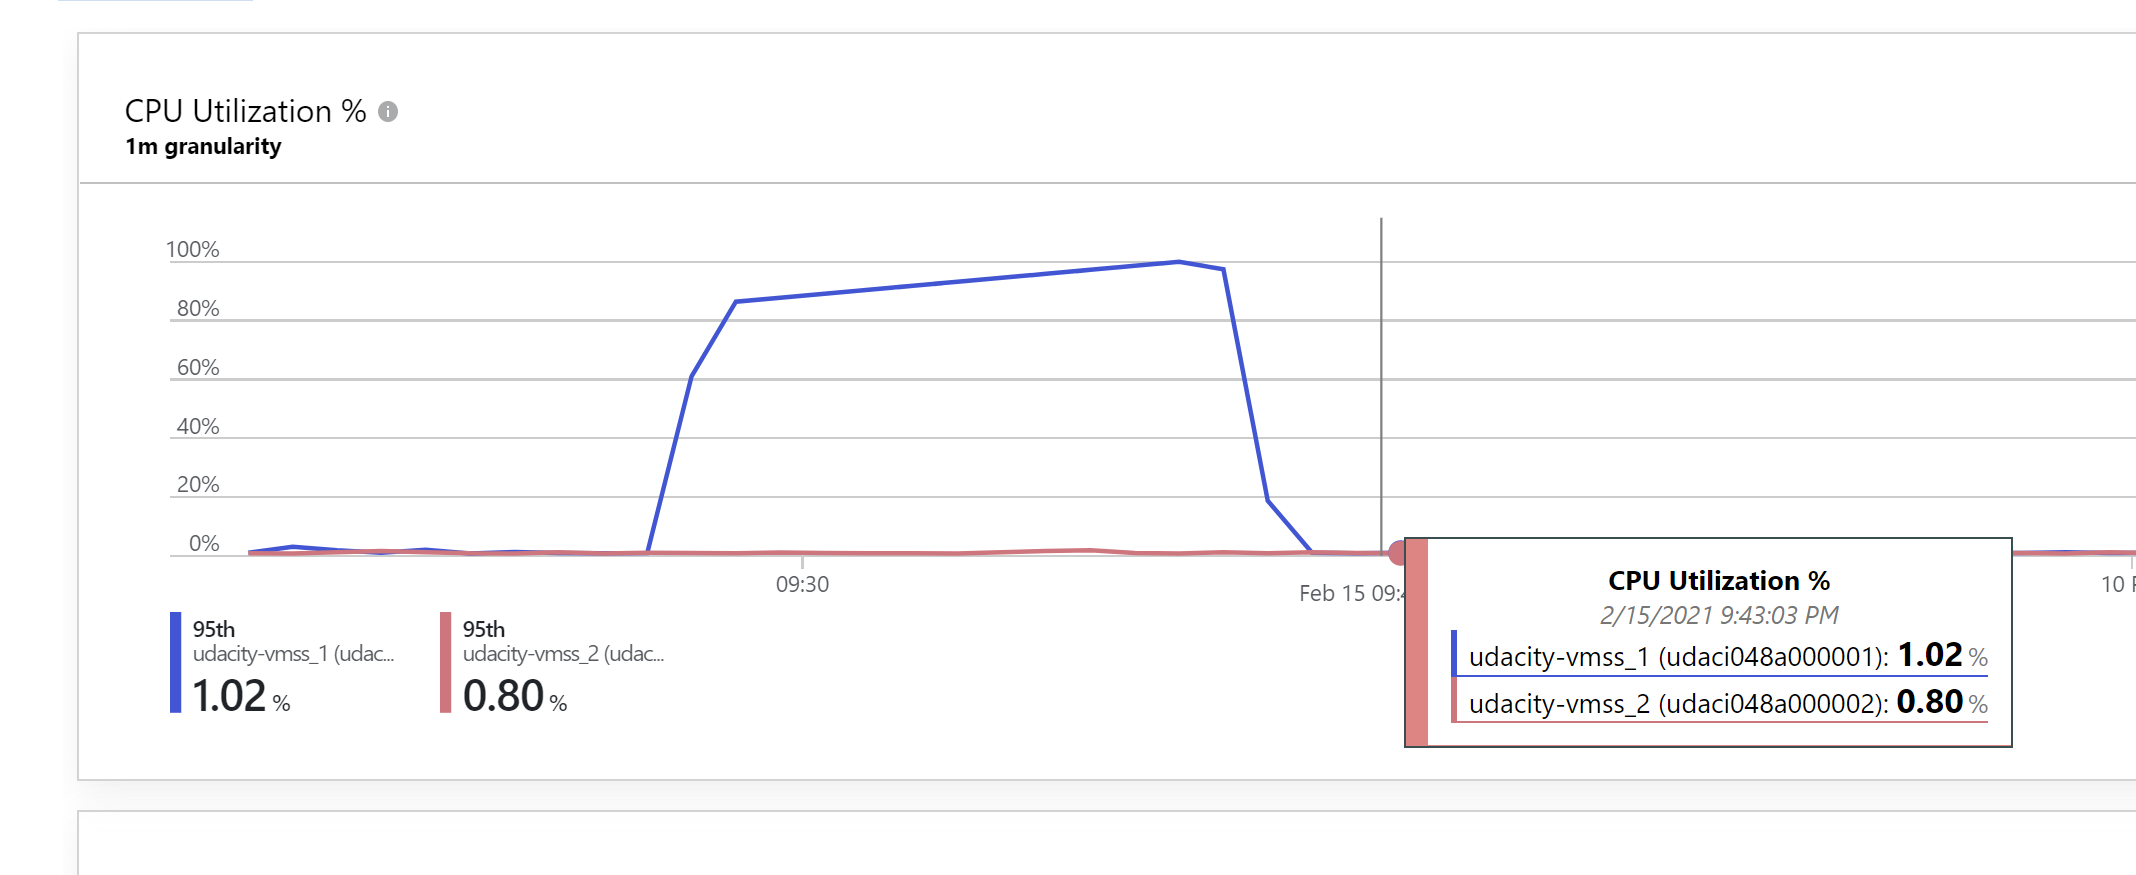 CPU Utilization %
1m granularity
100%
80%
60%
40%
20%
0%
09:30
Feb 15 09:4
10 P
CPU Utilization %
2/15/2021 9:43:03 PM
udacity-vmss_1 (udaci048a000001): 1.02 %
udacity-vmss_2 (udaci048a000002): 0.80 %
95th
udacity-vmss_1 (udac...
1.02 %
95th
udacity-vmss_2 (udac...
0.80 %